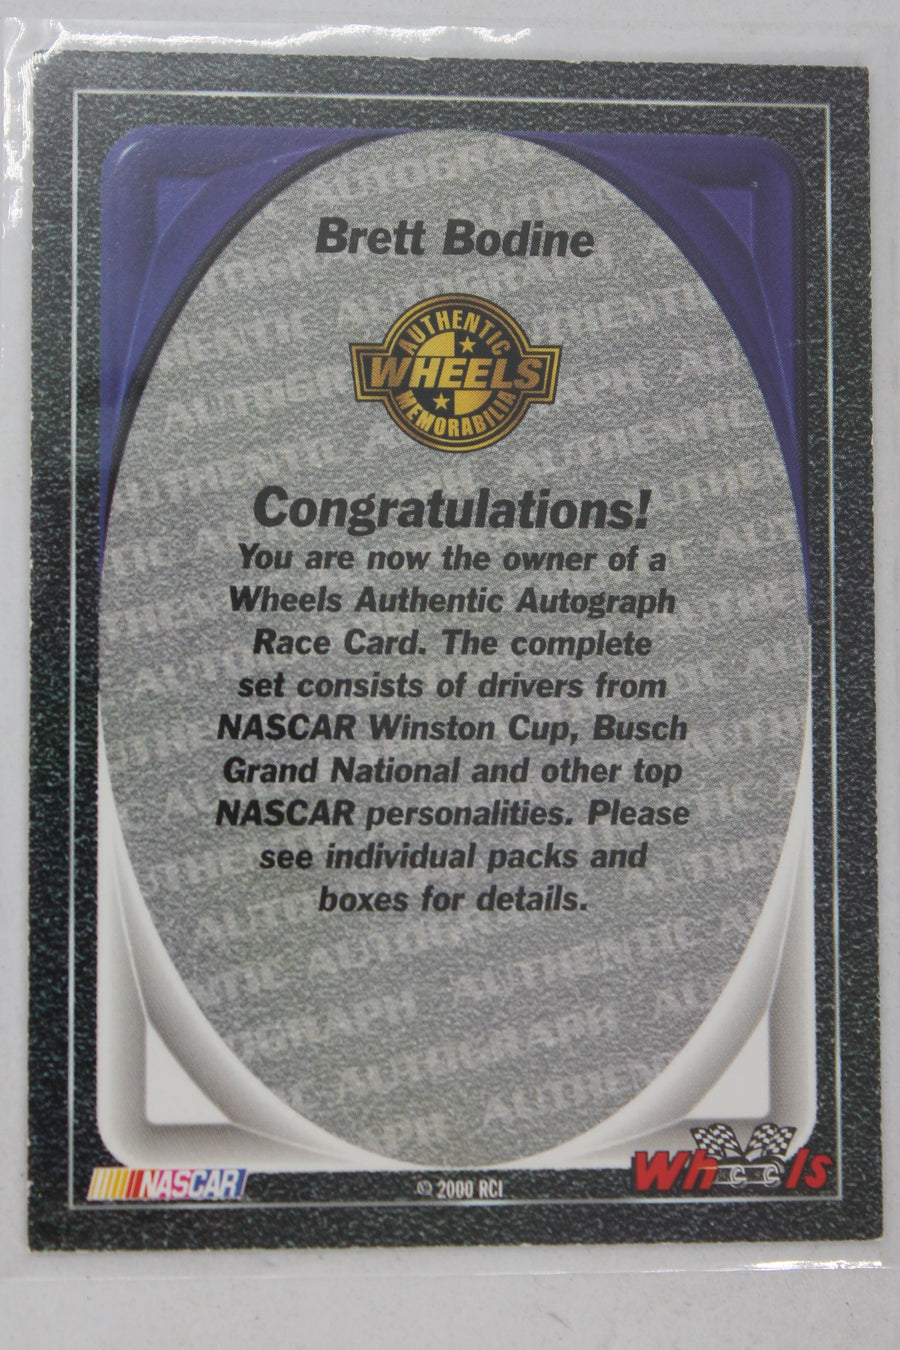 Brett Bodine
AUTHENTIC
WHEELS
MEMORABILIA
Congratulations!
You are now the owner of a
Wheels Authentic Autograph
Race Card. The complete
set consists of drivers from
NASCAR Winston Cup, Busch
Grand National and other top
NASCAR personalities. Please
see individual packs and
boxes for details.
NASCAR
© 2000 RCI
Wheels